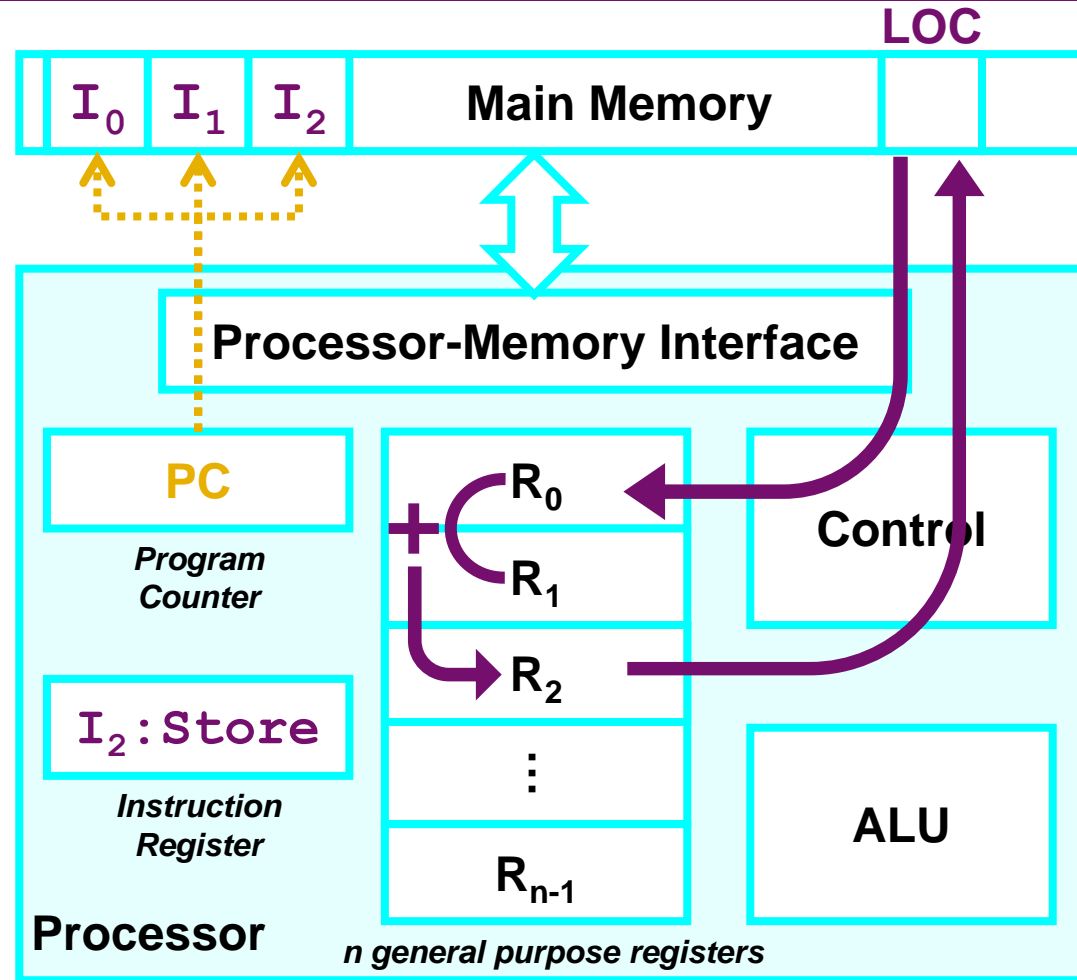 LOC
I₀ I₁ I₂ Main Memory
Processor-Memory Interface
PC
Program
Counter
I₂:Store
Instruction
Register
Processor
+
R₀
R₁
R₂
⋮
Rₙ₋₁
n general purpose registers
Control
ALU